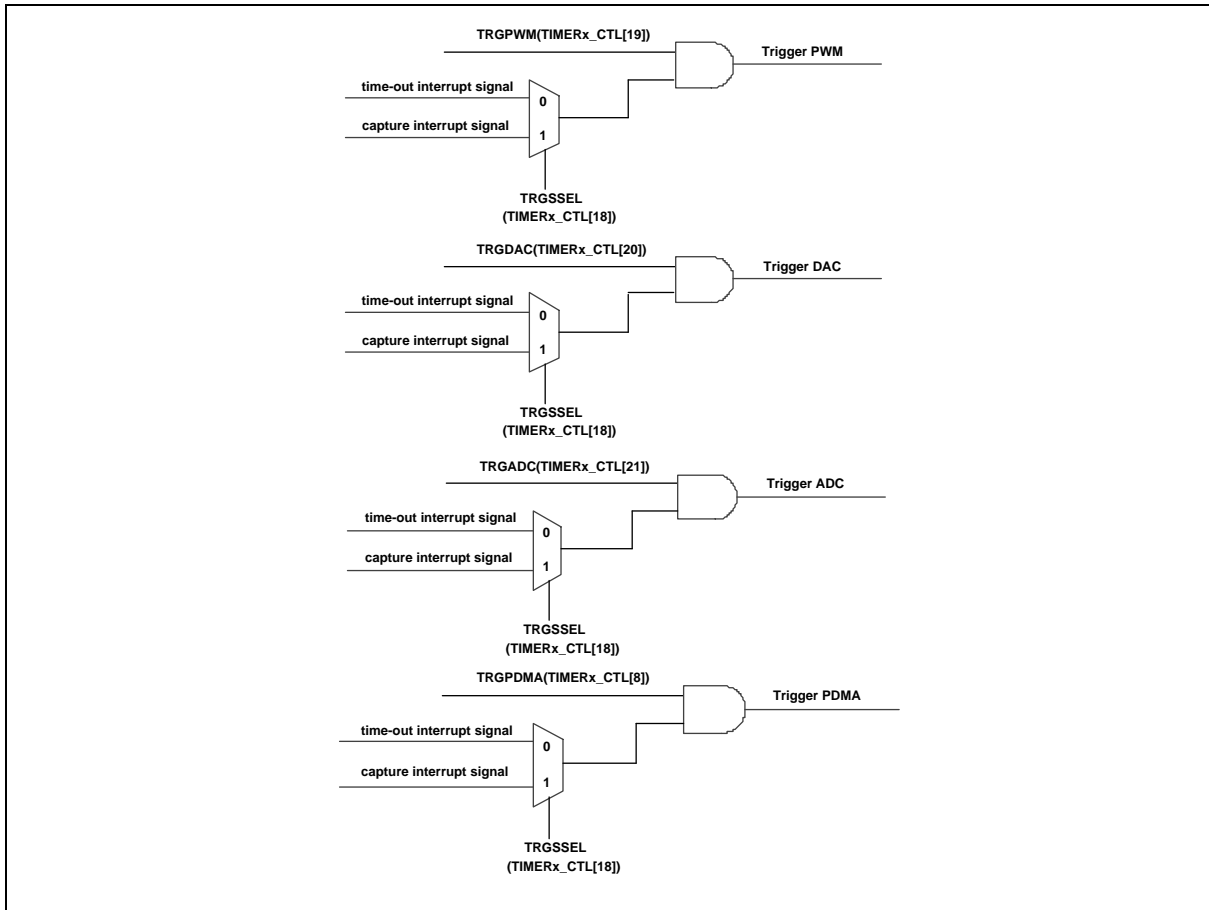 TRGPWM(TIMERx_CTL[19])
Trigger PWM
time-out interrupt signal
0
capture interrupt signal
1
TRGSSEL
(TIMERx_CTL[18])
TRGDAC(TIMERx_CTL[20])
Trigger DAC
time-out interrupt signal
0
capture interrupt signal
1
TRGSSEL
(TIMERx_CTL[18])
TRGADC(TIMERx_CTL[21])
Trigger ADC
time-out interrupt signal
0
capture interrupt signal
1
TRGSSEL
(TIMERx_CTL[18])
TRGPDMA(TIMERx_CTL[8])
Trigger PDMA
time-out interrupt signal
0
capture interrupt signal
1
TRGSSEL
(TIMERx_CTL[18])